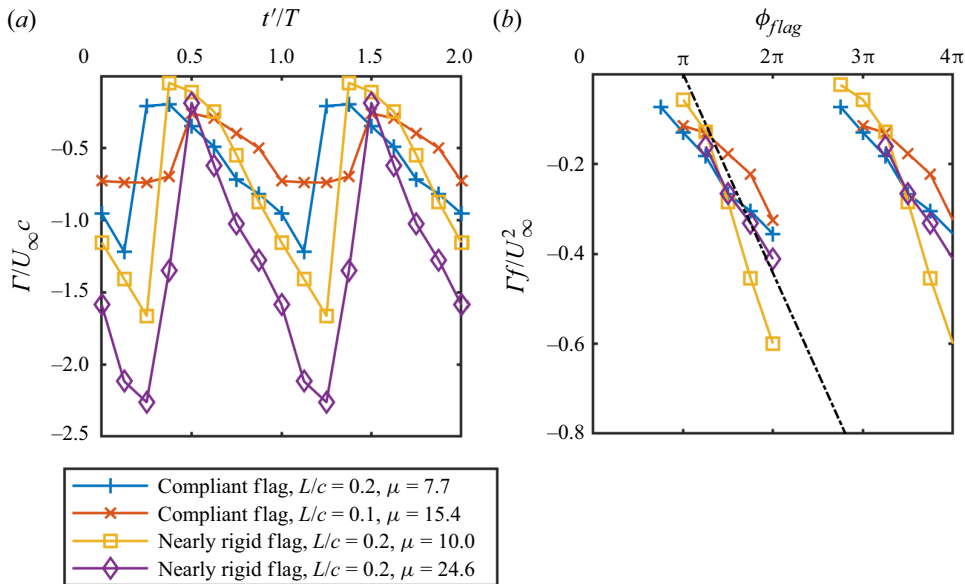 (a)
t′/T
0 0.5 1.0 1.5 2.0
−0.5
−1.0
−1.5
−2.0
−2.5
Γ/U∞c
(b)
ϕflag
0 π 2π 3π 4π
−0.2
−0.4
−0.6
−0.8
Γf/U²∞
Compliant flag, L/c = 0.2, μ = 7.7
Compliant flag, L/c = 0.1, μ = 15.4
Nearly rigid flag, L/c = 0.2, μ = 10.0
Nearly rigid flag, L/c = 0.2, μ = 24.6